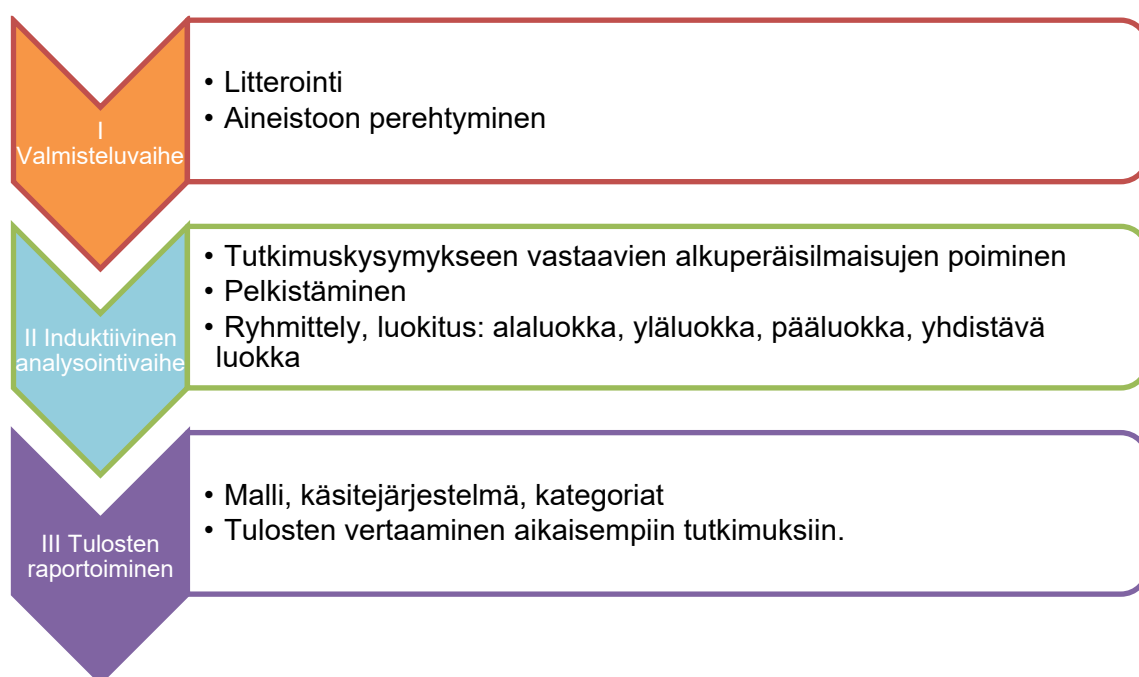 I
Valmisteluvaihe
• Litterointi
• Aineistoon perehtyminen
II Induktiivinen
analysointivaihe
• Tutkimuskysymykseen vastaavien alkuperäisilmaisujen poiminen
• Pelkistäminen
• Ryhmittely, luokitus: alaluokka, yläluokka, pääluokka, yhdistävä
luokka
III Tulosten
raportoiminen
• Malli, käsitejärjestelmä, kategoriat
• Tulosten vertaaminen aikaisempiin tutkimuksiin.